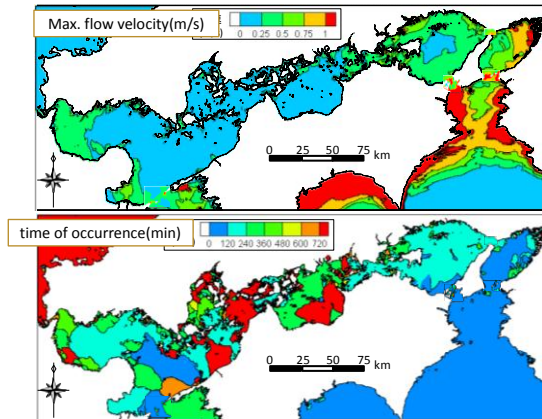 Max. flow velocity(m/s)
0 0.25 0.5 0.75 1
0 25 50 75
km
time of occurrence(min)
0 120 240 360 480 600 720
0 25 50 75
km